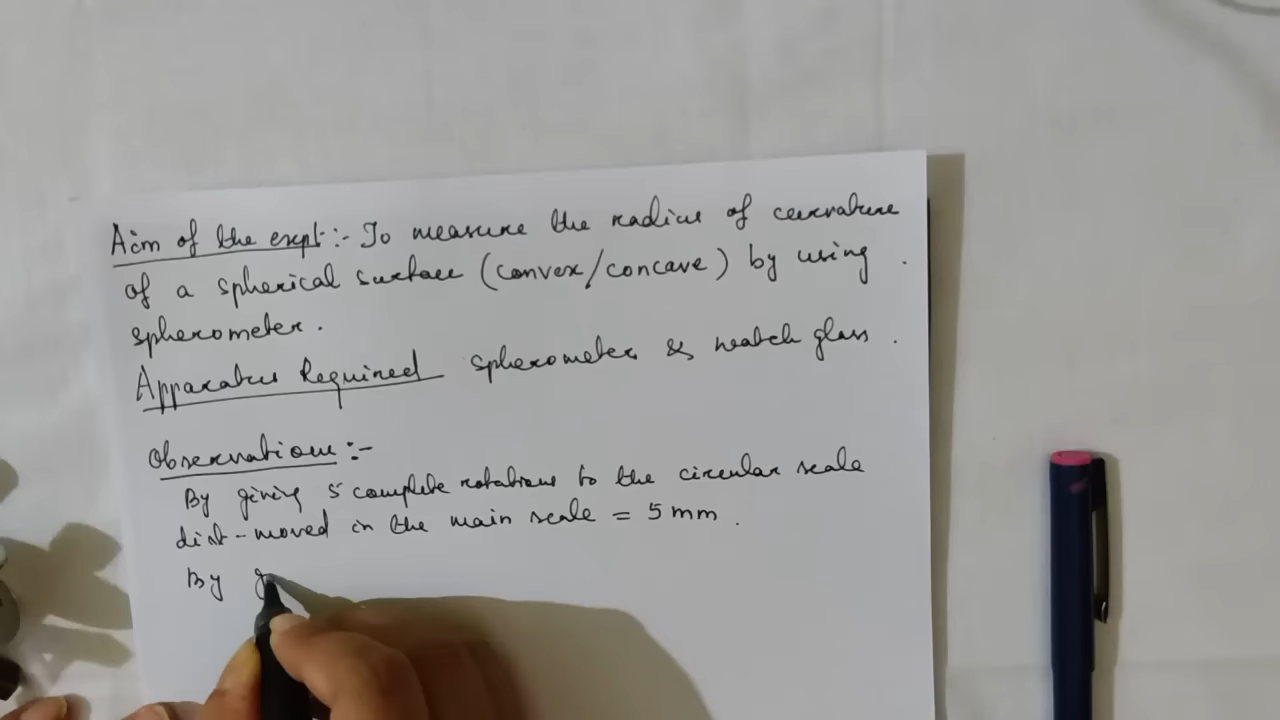 Aim of the expt :- To measure the radius of curvature
of a spherical surface (convex/concave) by using
spherometer.
Apparatus Required spherometer & watch glass.
Observations :-
By giving 5 complete rotations to the circular scale
dist-moved in the main scale = 5 mm.
By g